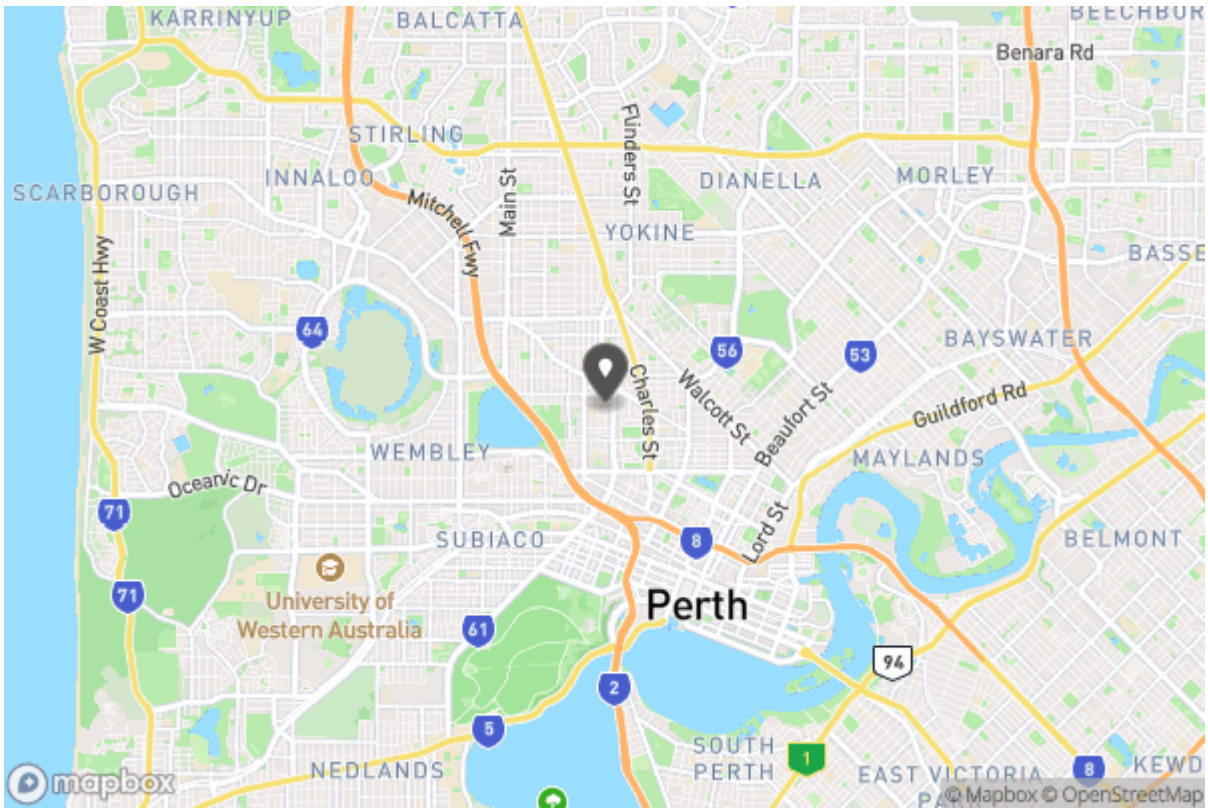 KARRINYUP
BALCATTA
BEECHBOR
Benara Rd
Flinders St
STIRLING
INNALOO
DIANELLA
MORLEY
SCARBOROUGH
Main St
Mitchell Fwy
YOKINE
BASSE
W Coast Hwy
64
56
53
BAYSWATER
Charles St
Walcott St
Beaufort St
Guildford Rd
WEMBLEY
MAYLANDS
Oceanic Dr
71
Lord St
8
SUBIACO
BELMONT
71
University of
Western Australia
Perth
61
94
2
5
SOUTH
PERTH
1
NEDLANDS
EAST VICTORIA
PA
8
KEWD
mapbox
© Mapbox © OpenStreetMap